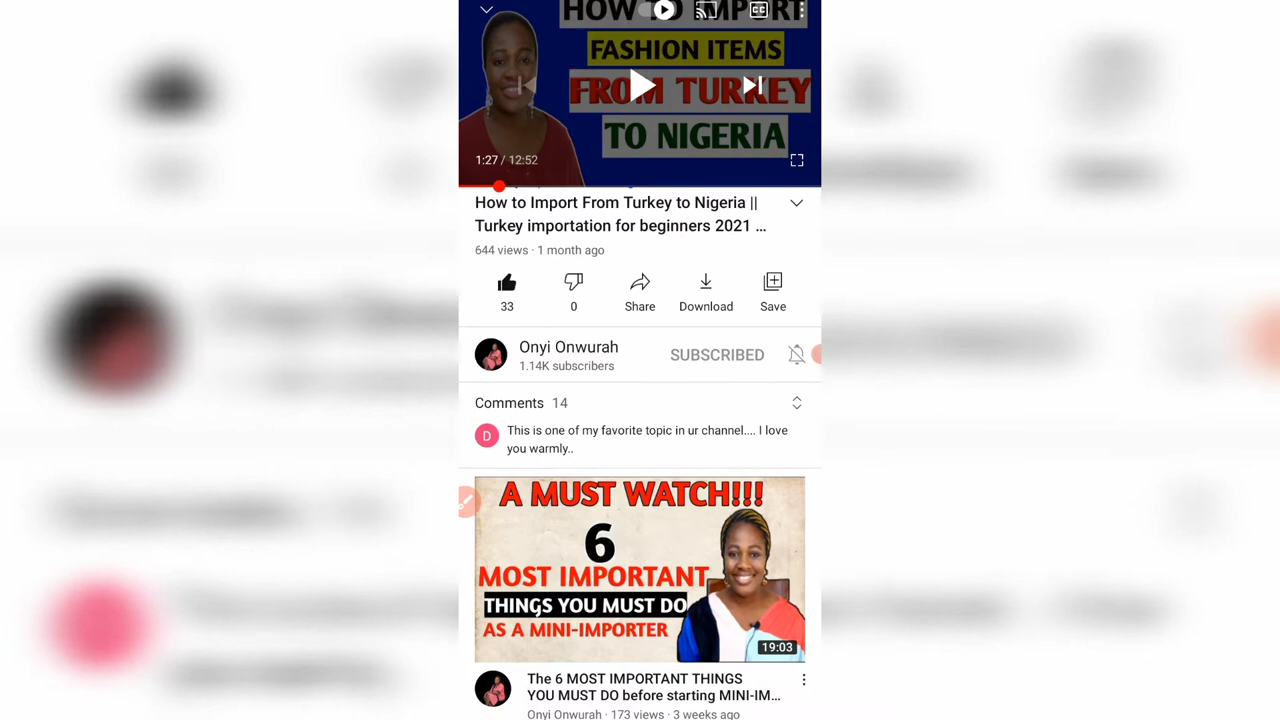 HOW TO IMPORT
FASHION ITEMS
FROM TURKEY
TO NIGERIA
CC
1:27 / 12:52
How to Import From Turkey to Nigeria ||
Turkey importation for beginners 2021 ...
644 views · 1 month ago
33
0
Share
Download
Save
Onyi Onwurah
SUBSCRIBED
1.14K subscribers
Comments 14
D
This is one of my favorite topic in ur channel.... I love
you warmly..
A MUST WATCH!!!
6
MOST IMPORTANT
THINGS YOU MUST DO
AS A MINI-IMPORTER
19:03
The 6 MOST IMPORTANT THINGS
YOU MUST DO before starting MINI-IM...
Onyi Onwurah · 173 views · 3 weeks ago